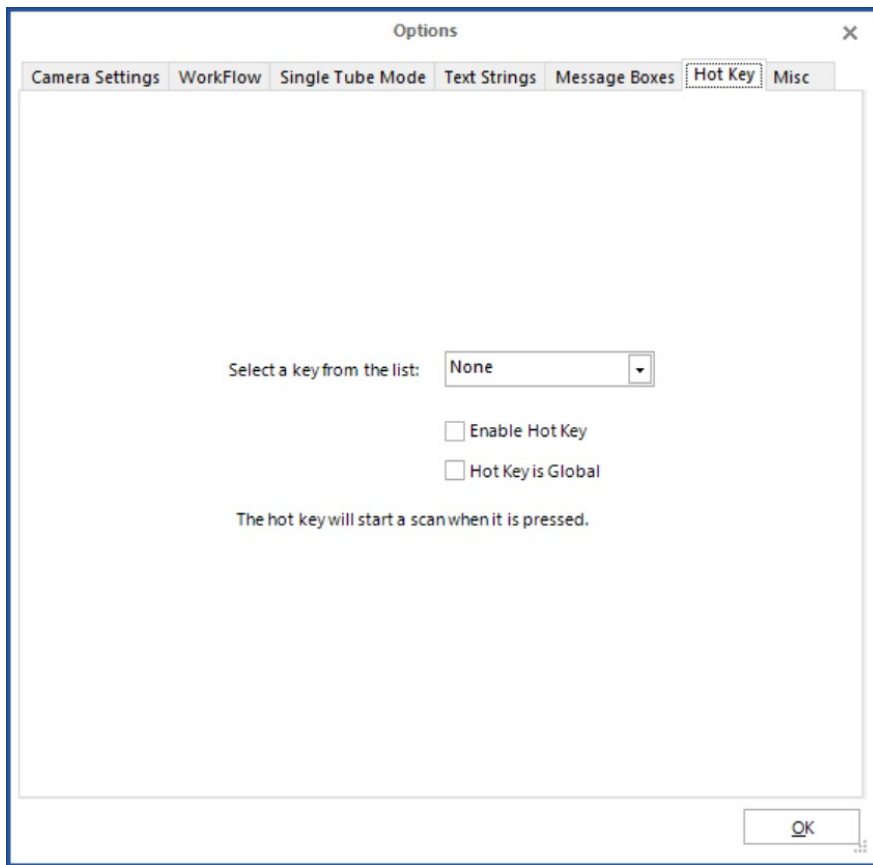 Options
Camera Settings WorkFlow Single Tube Mode Text Strings Message Boxes Hot Key Misc
Select a key from the list: None
Enable Hot Key
Hot Key is Global
The hot key will start a scan when it is pressed.
OK